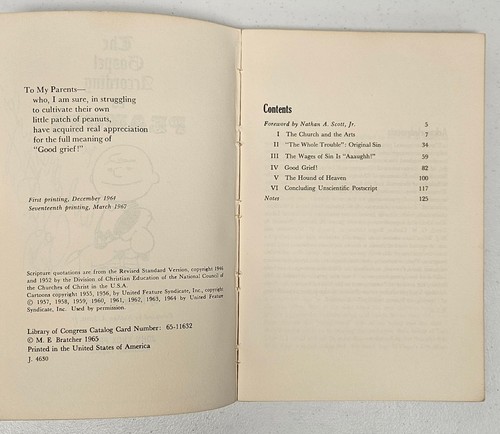 To My Parents—
who, I am sure, in struggling
to cultivate their own
little patch of peanuts,
have acquired real appreciation
for the full meaning of
"Good grief!"
First printing, December 1964
Seventeenth printing, March 1967
Scripture quotations are from the Revised Standard Version, copyright 1946
and 1952 by the Division of Christian Education of the National Council of
the Churches of Christ in the U.S.A.
Cartoons copyright 1955, 1956, by United Feature Syndicate, Inc., copyright
© 1957, 1958, 1959, 1960, 1961, 1962, 1963, 1964 by United Feature
Syndicate, Inc. Used by permission.
Library of Congress Catalog Card Number: 65-11632
© M. E. Bratcher 1965
Printed in the United States of America
J. 4630
Contents
Foreword by Nathan A. Scott, Jr. 5
I The Church and the Arts 7
II "The Whole Trouble": Original Sin 34
III The Wages of Sin Is "Aaaughh!" 59
IV Good Grief! 82
V The Hound of Heaven 100
VI Concluding Unscientific Postscript 117
Notes 125